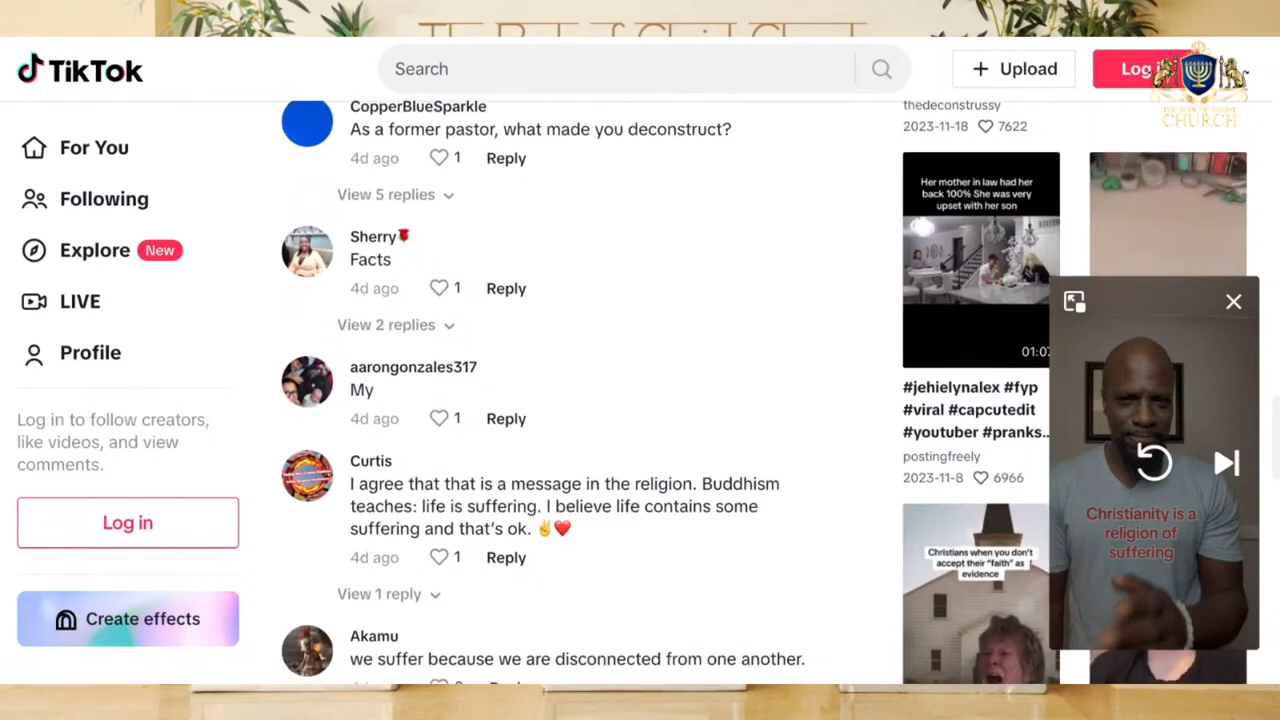 TikTok
Search
Upload
Log i
CHURCH
For You
Following
Explore New
LIVE
Profile
Log in to follow creators,
like videos, and view
comments.
Log in
Create effects
CopperBlueSparkle
As a former pastor, what made you deconstruct?
4d ago 1 Reply
View 5 replies
Sherry🌹
Facts
4d ago 1 Reply
View 2 replies
aarongonzales317
My
4d ago 1 Reply
Curtis
I agree that that is a message in the religion. Buddhism
teaches: life is suffering. I believe life contains some
suffering and that’s ok. ✌️❤️
4d ago 1 Reply
View 1 reply
Akamu
we suffer because we are disconnected from one another.
thedeconstrussy
2023-11-18 7622
Her mother in law had her
back 100% She was very
upset with her son
01:07
#jehielynalex #fyp
#viral #capcutedit
#youtuber #pranks..
postingfreely
2023-11-8 6966
Christians when you don't
accept their “faith” as
evidence
Christianity is a
religion of
suffering